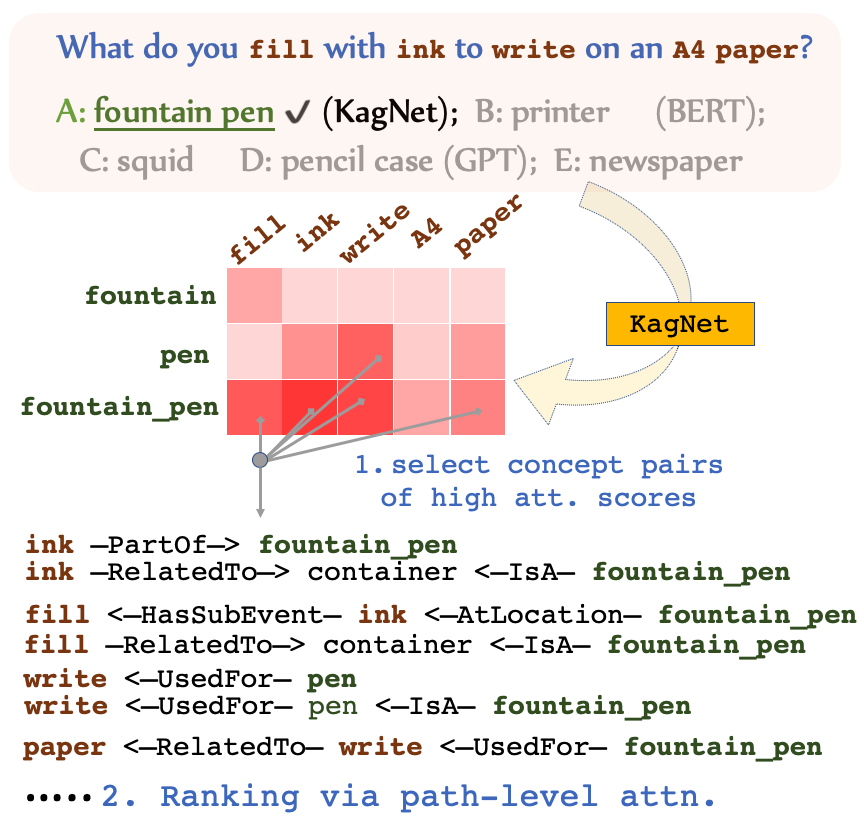 What do you fill with ink to write on an A4 paper?
A: fountain pen ✔ (KagNet); B: printer (BERT);
C: squid D: pencil case (GPT); E: newspaper
fill ink write A4 paper
fountain
pen
fountain_pen
KagNet
1.select concept pairs
of high att. scores
ink —PartOf—> fountain_pen
ink —RelatedTo—> container <—IsA— fountain_pen
fill <—HasSubEvent— ink <—AtLocation— fountain_pen
fill —RelatedTo—> container <—IsA— fountain_pen
write <—UsedFor— pen
write <—UsedFor— pen <—IsA— fountain_pen
paper <—RelatedTo— write <—UsedFor— fountain_pen
•••••2. Ranking via path-level attn.